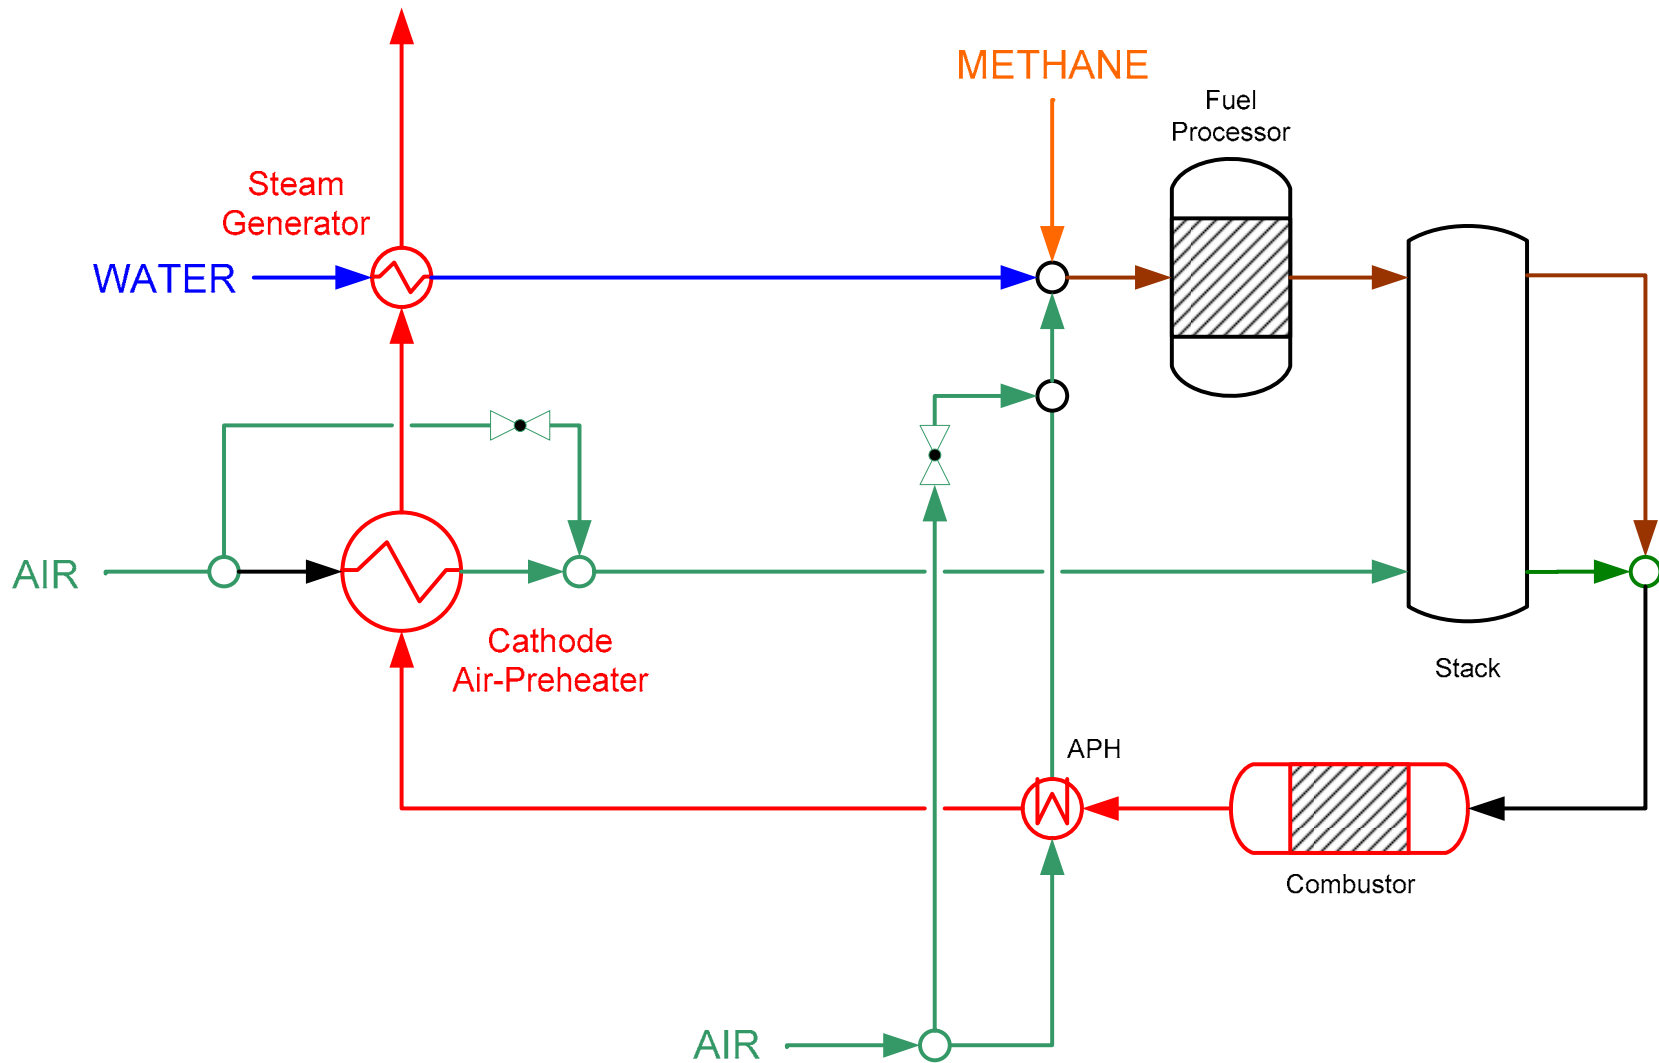 METHANE
Fuel
Processor
Steam
Generator
WATER
AIR
Cathode
Air-Preheater
Stack
APH
Combustor
AIR